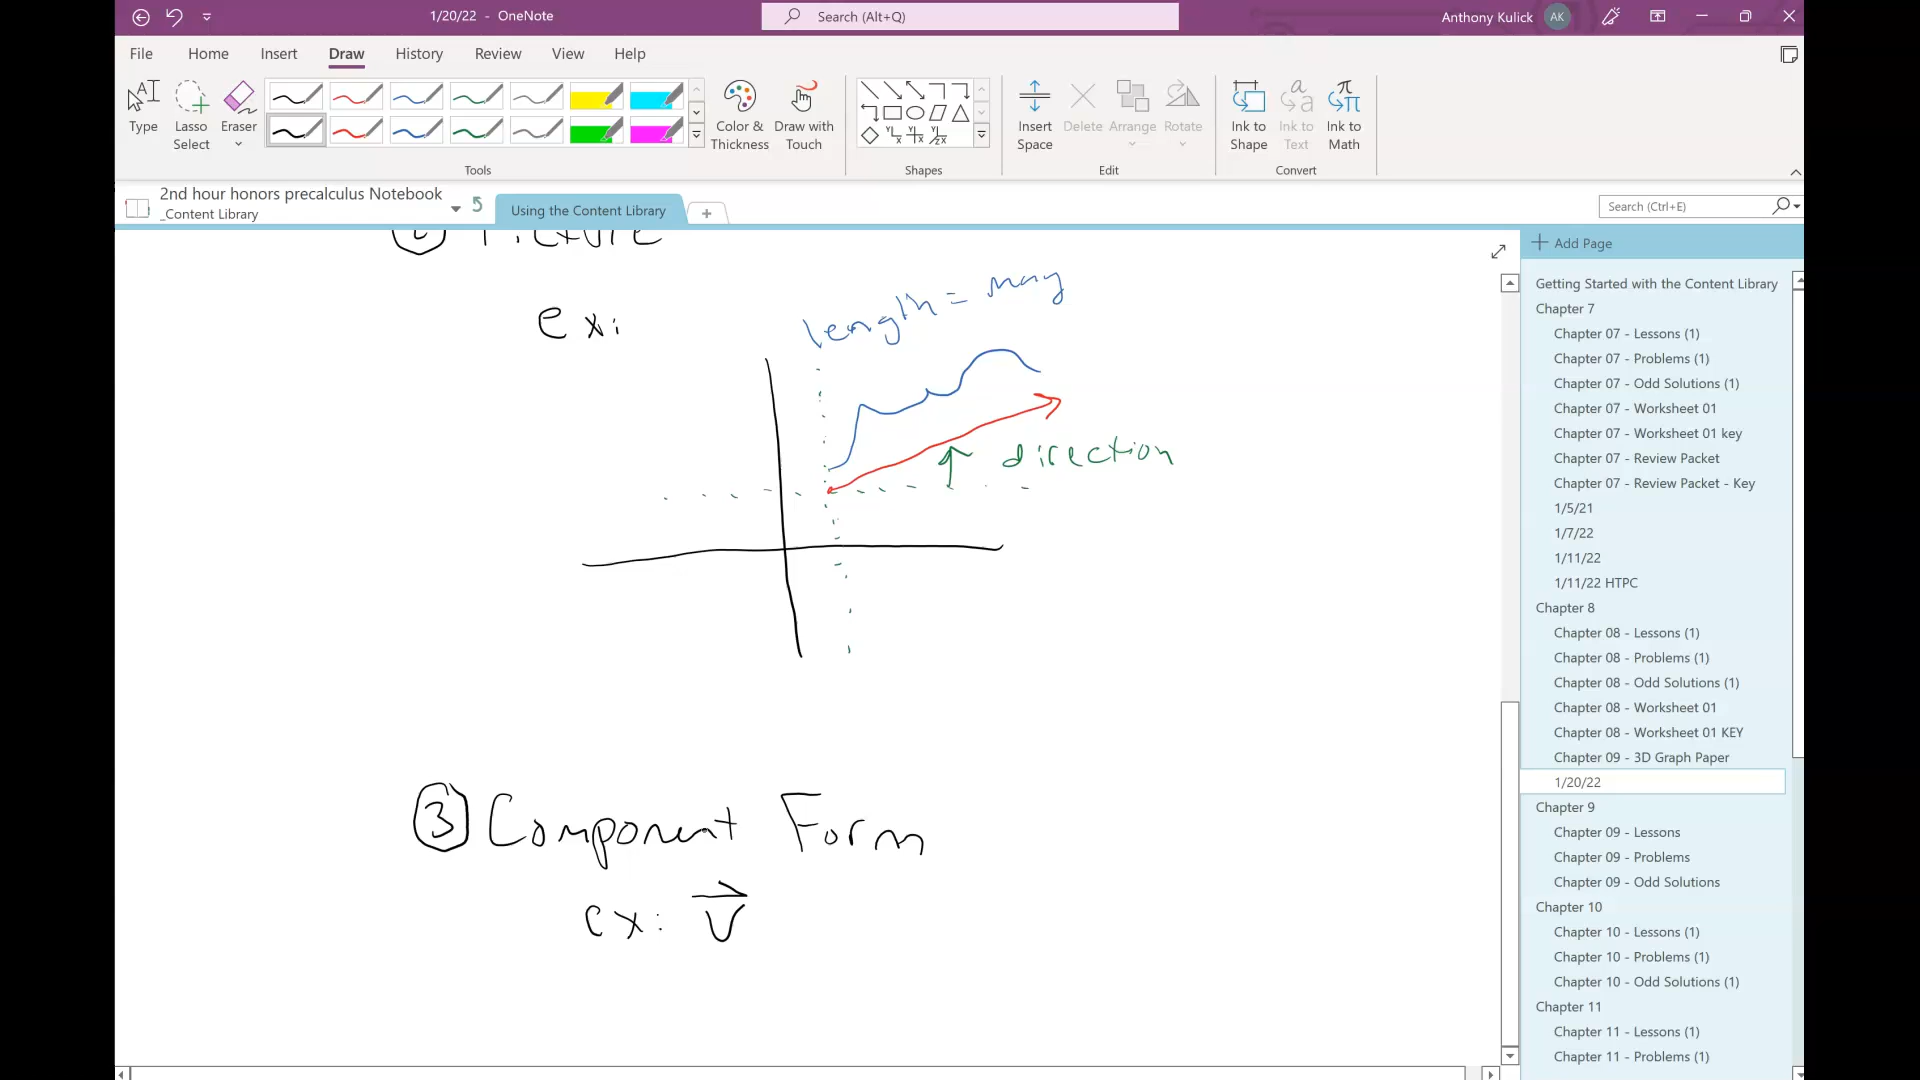 1/20/22 - OneNote
Search (Alt+Q)
Anthony Kulick
AK
File Home Insert Draw History Review View Help
Type
Lasso Select
Eraser
Color & Thickness
Draw with Touch
Insert Space
Delete
Arrange
Rotate
Ink to Shape
Ink to Text
Ink to Math
Tools
Shapes
Edit
Convert
2nd hour honors precalculus Notebook
_Content Library
Using the Content Library
Search (Ctrl+E)
② Picture
ex:
length = mag
direction
③ Component Form
ex: v⃗
Add Page
Getting Started with the Content Library
Chapter 7
Chapter 07 - Lessons (1)
Chapter 07 - Problems (1)
Chapter 07 - Odd Solutions (1)
Chapter 07 - Worksheet 01
Chapter 07 - Worksheet 01 key
Chapter 07 - Review Packet
Chapter 07 - Review Packet - Key
1/5/21
1/7/22
1/11/22
1/11/22 HTPC
Chapter 8
Chapter 08 - Lessons (1)
Chapter 08 - Problems (1)
Chapter 08 - Odd Solutions (1)
Chapter 08 - Worksheet 01
Chapter 08 - Worksheet 01 KEY
Chapter 09 - 3D Graph Paper
1/20/22
Chapter 9
Chapter 09 - Lessons
Chapter 09 - Problems
Chapter 09 - Odd Solutions
Chapter 10
Chapter 10 - Lessons (1)
Chapter 10 - Problems (1)
Chapter 10 - Odd Solutions (1)
Chapter 11
Chapter 11 - Lessons (1)
Chapter 11 - Problems (1)